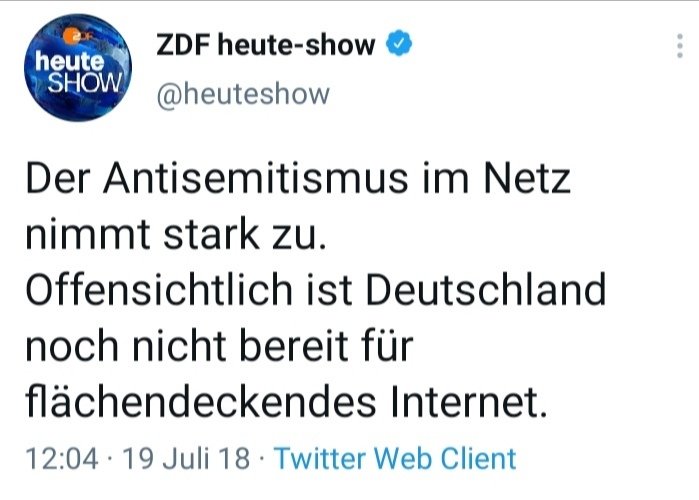 ZDF
heute
SHOW
ZDF heute-show
@heuteshow
Der Antisemitismus im Netz
nimmt stark zu.
Offensichtlich ist Deutschland
noch nicht bereit für
flächendeckendes Internet.
12:04 · 19 Juli 18 · Twitter Web Client